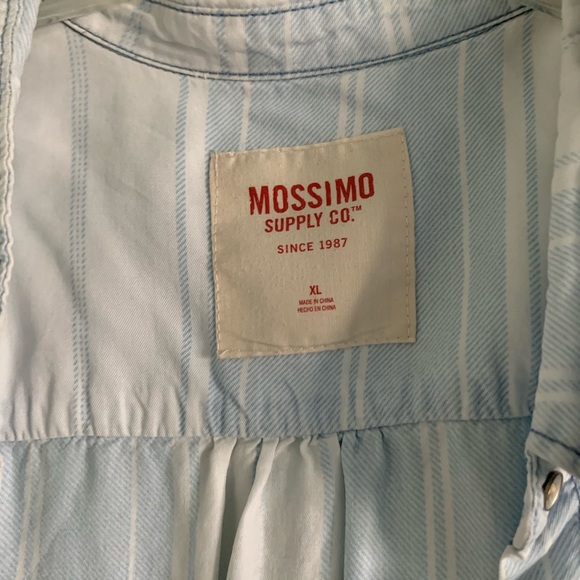 MOSSIMO
SUPPLY CO.™
SINCE 1987
XL
MADE IN CHINA
HECHO EN CHINA